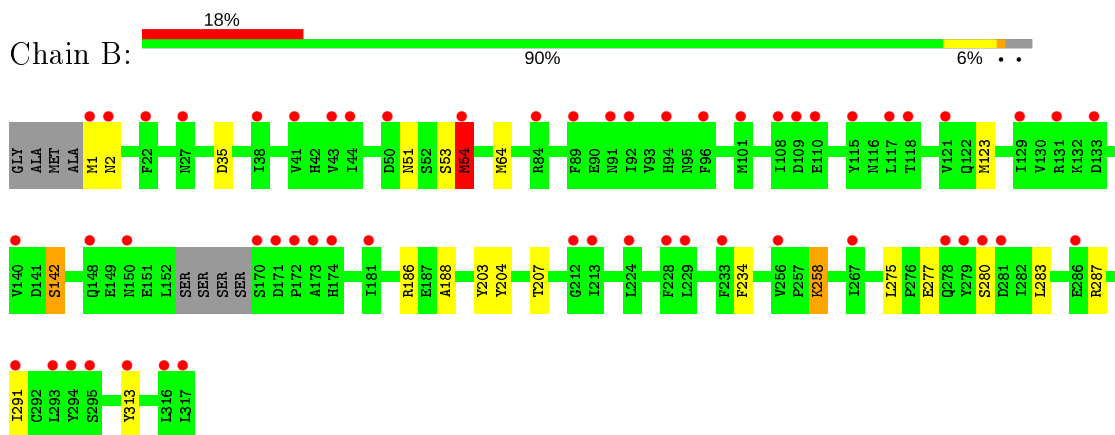 18%
Chain B:
90% 6% • •
GLY ALA MET ALA M1 N2 F22 N27 D35 I38 V41 H42 V43 I44 D50 N51 S52 S53 M54 M64 R84 F89 E90 N91 I92 V93 H94 N95 F96 M101 I108 D109 E110 Y115 N116 L117 T118 V121 Q122 M123 I129 V130 R131 K132 D133
V140 D141 S142 Q148 E149 N150 E151 L152 SER SER SER SER S170 D171 P172 A173 H174 I181 R186 E187 A188 Y203 Y204 T207 G212 I213 L224 F228 L229 F233 F234 V256 P257 K258 I267 L275 P276 E277 Q278 Y279 S280 D281 I282 L283 E286 R287
I291 C292 L293 Y294 S295 Y313 L316 L317